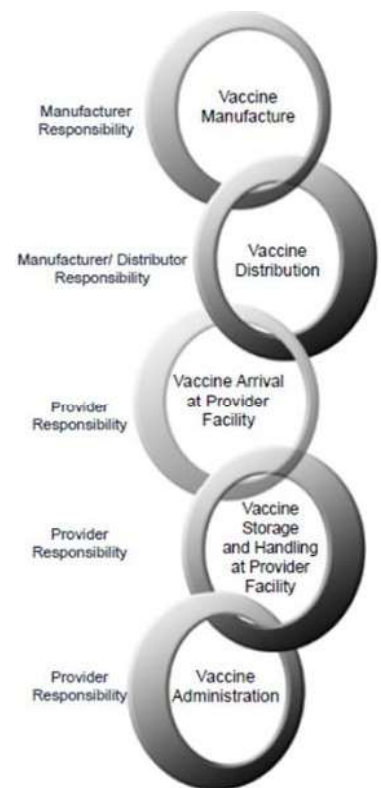 Manufacturer
Responsibility
Vaccine
Manufacture
Manufacturer/ Distributor
Responsibility
Vaccine
Distribution
Provider
Responsibility
Vaccine Arrival
at Provider
Facility
Provider
Responsibility
Vaccine
Storage
and Handling
at Provider
Facility
Provider
Responsibility
Vaccine
Administration